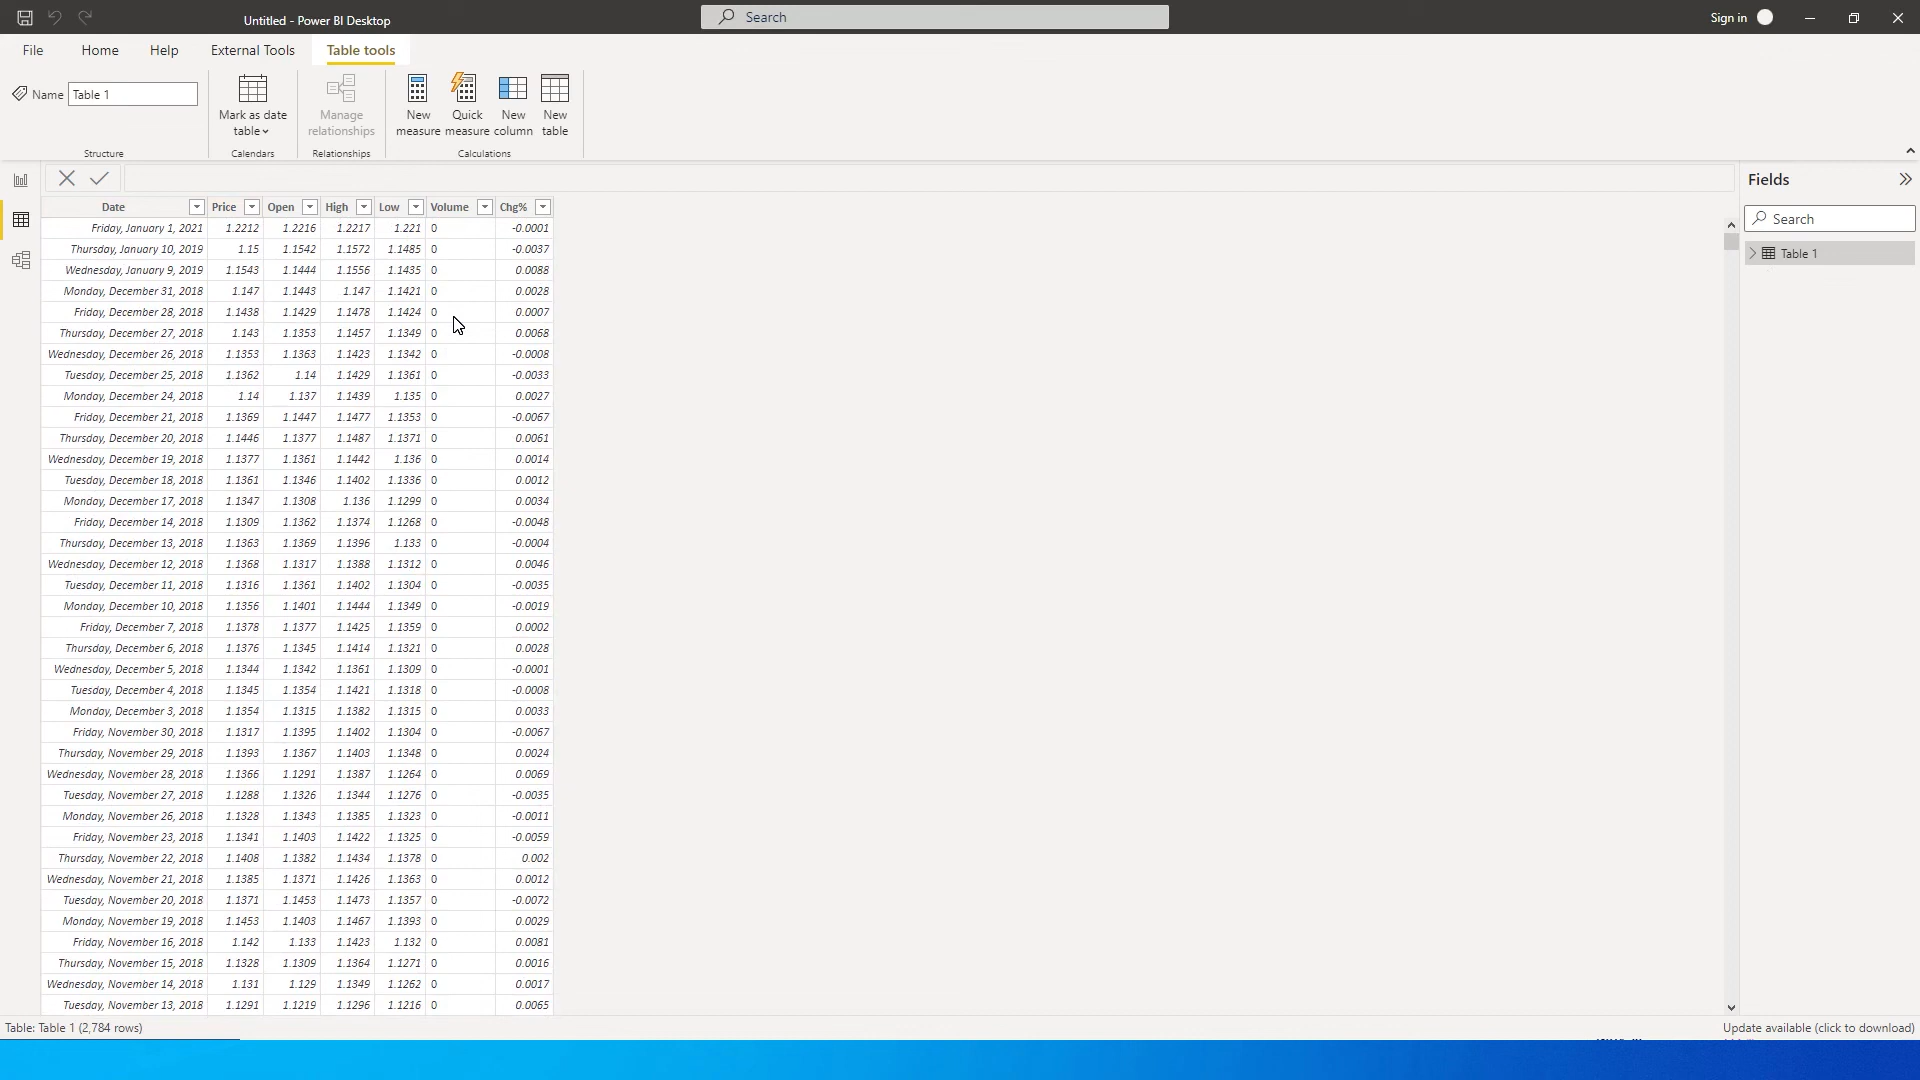 Untitled - Power BI Desktop
Search
Sign in
File Home Help External Tools Table tools
Name Table 1
Mark as date table
Manage relationships
New measure
Quick measure
New column
New table
Structure Calendars Relationships Calculations
Fields
Search
Table 1
Date Price Open High Low Volume Chg%
Friday, January 1, 2021 1.2212 1.2216 1.2217 1.221 0 -0.0001
Thursday, January 10, 2019 1.15 1.1542 1.1572 1.1485 0 -0.0037
Wednesday, January 9, 2019 1.1543 1.1444 1.1556 1.1435 0 0.0088
Monday, December 31, 2018 1.147 1.1443 1.147 1.1421 0 0.0028
Friday, December 28, 2018 1.1438 1.1429 1.1478 1.1424 0 0.0007
Thursday, December 27, 2018 1.143 1.1353 1.1457 1.1349 0 0.0068
Wednesday, December 26, 2018 1.1353 1.1363 1.1423 1.1342 0 -0.0008
Tuesday, December 25, 2018 1.1362 1.14 1.1429 1.1361 0 -0.0033
Monday, December 24, 2018 1.14 1.137 1.1439 1.135 0 0.0027
Friday, December 21, 2018 1.1369 1.1447 1.1477 1.1353 0 -0.0067
Thursday, December 20, 2018 1.1446 1.1377 1.1487 1.1371 0 0.0061
Wednesday, December 19, 2018 1.1377 1.1361 1.1442 1.136 0 0.0014
Tuesday, December 18, 2018 1.1361 1.1346 1.1402 1.1336 0 0.0012
Monday, December 17, 2018 1.1347 1.1308 1.136 1.1299 0 0.0034
Friday, December 14, 2018 1.1309 1.1362 1.1374 1.1268 0 -0.0048
Thursday, December 13, 2018 1.1363 1.1369 1.1396 1.133 0 -0.0004
Wednesday, December 12, 2018 1.1368 1.1317 1.1388 1.1312 0 0.0046
Tuesday, December 11, 2018 1.1316 1.1361 1.1402 1.1304 0 -0.0035
Monday, December 10, 2018 1.1356 1.1401 1.1444 1.1349 0 -0.0019
Friday, December 7, 2018 1.1378 1.1377 1.1425 1.1359 0 0.0002
Thursday, December 6, 2018 1.1376 1.1345 1.1414 1.1321 0 0.0028
Wednesday, December 5, 2018 1.1344 1.1342 1.1361 1.1309 0 -0.0001
Tuesday, December 4, 2018 1.1345 1.1354 1.1421 1.1318 0 -0.0008
Monday, December 3, 2018 1.1354 1.1315 1.1382 1.1315 0 0.0033
Friday, November 30, 2018 1.1317 1.1395 1.1402 1.1304 0 -0.0067
Thursday, November 29, 2018 1.1393 1.1367 1.1403 1.1348 0 0.0024
Wednesday, November 28, 2018 1.1366 1.1291 1.1387 1.1264 0 0.0069
Tuesday, November 27, 2018 1.1288 1.1326 1.1344 1.1276 0 -0.0035
Monday, November 26, 2018 1.1328 1.1343 1.1385 1.1323 0 -0.0011
Friday, November 23, 2018 1.1341 1.1403 1.1422 1.1325 0 -0.0059
Thursday, November 22, 2018 1.1408 1.1382 1.1434 1.1378 0 0.002
Wednesday, November 21, 2018 1.1385 1.1371 1.1426 1.1363 0 0.0012
Tuesday, November 20, 2018 1.1371 1.1453 1.1473 1.1357 0 -0.0072
Monday, November 19, 2018 1.1453 1.1403 1.1467 1.1393 0 0.0029
Friday, November 16, 2018 1.142 1.133 1.1423 1.132 0 0.0081
Thursday, November 15, 2018 1.1328 1.1309 1.1364 1.1271 0 0.0016
Wednesday, November 14, 2018 1.131 1.129 1.1349 1.1262 0 0.0017
Tuesday, November 13, 2018 1.1291 1.1219 1.1296 1.1216 0 0.0065
Table: Table 1 (2,784 rows)
Update available (click to download)